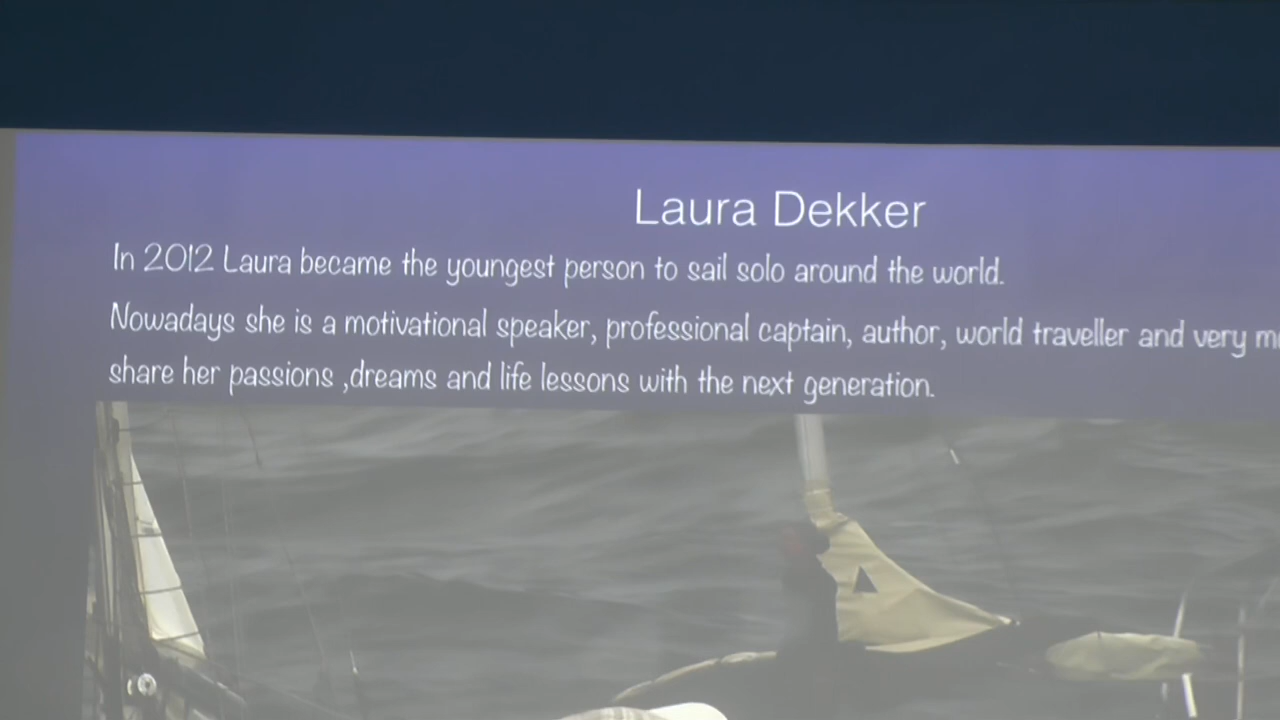 Laura Dekker
In 2012 Laura became the youngest person to sail solo around the world.
Nowadays she is a motivational speaker, professional captain, author, world traveller and very
share her passions ,dreams and life lessons with the next generation.